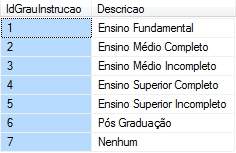 IdGrauInstrucao Descricao
1 Ensino Fundamental
2 Ensino Médio Completo
3 Ensino Médio Incompleto
4 Ensino Superior Completo
5 Ensino Superior Incompleto
6 Pós Graduação
7 Nenhum